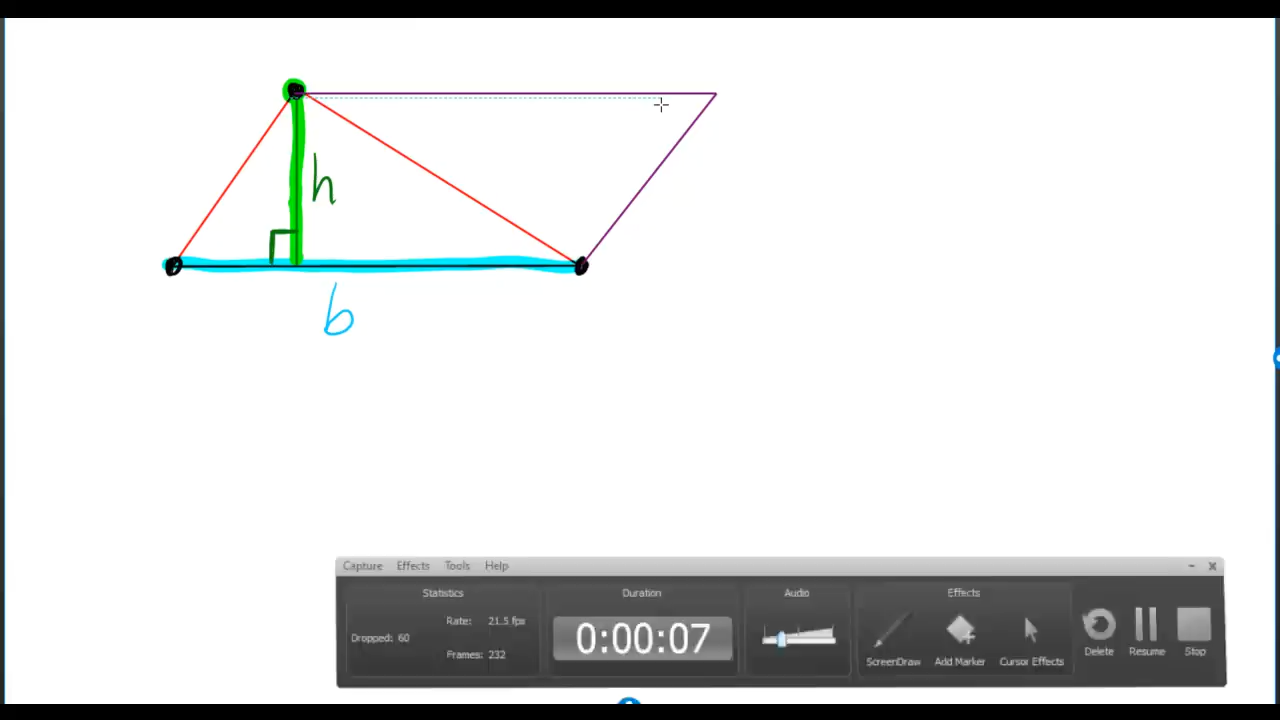 h
b
Capture Effects Tools Help
Statistics Duration Audio Effects
Rate: 21.5 fps
Dropped: 60
Frames: 232
0:00:07
ScreenDraw Add Marker Cursor Effects Delete Resume Stop